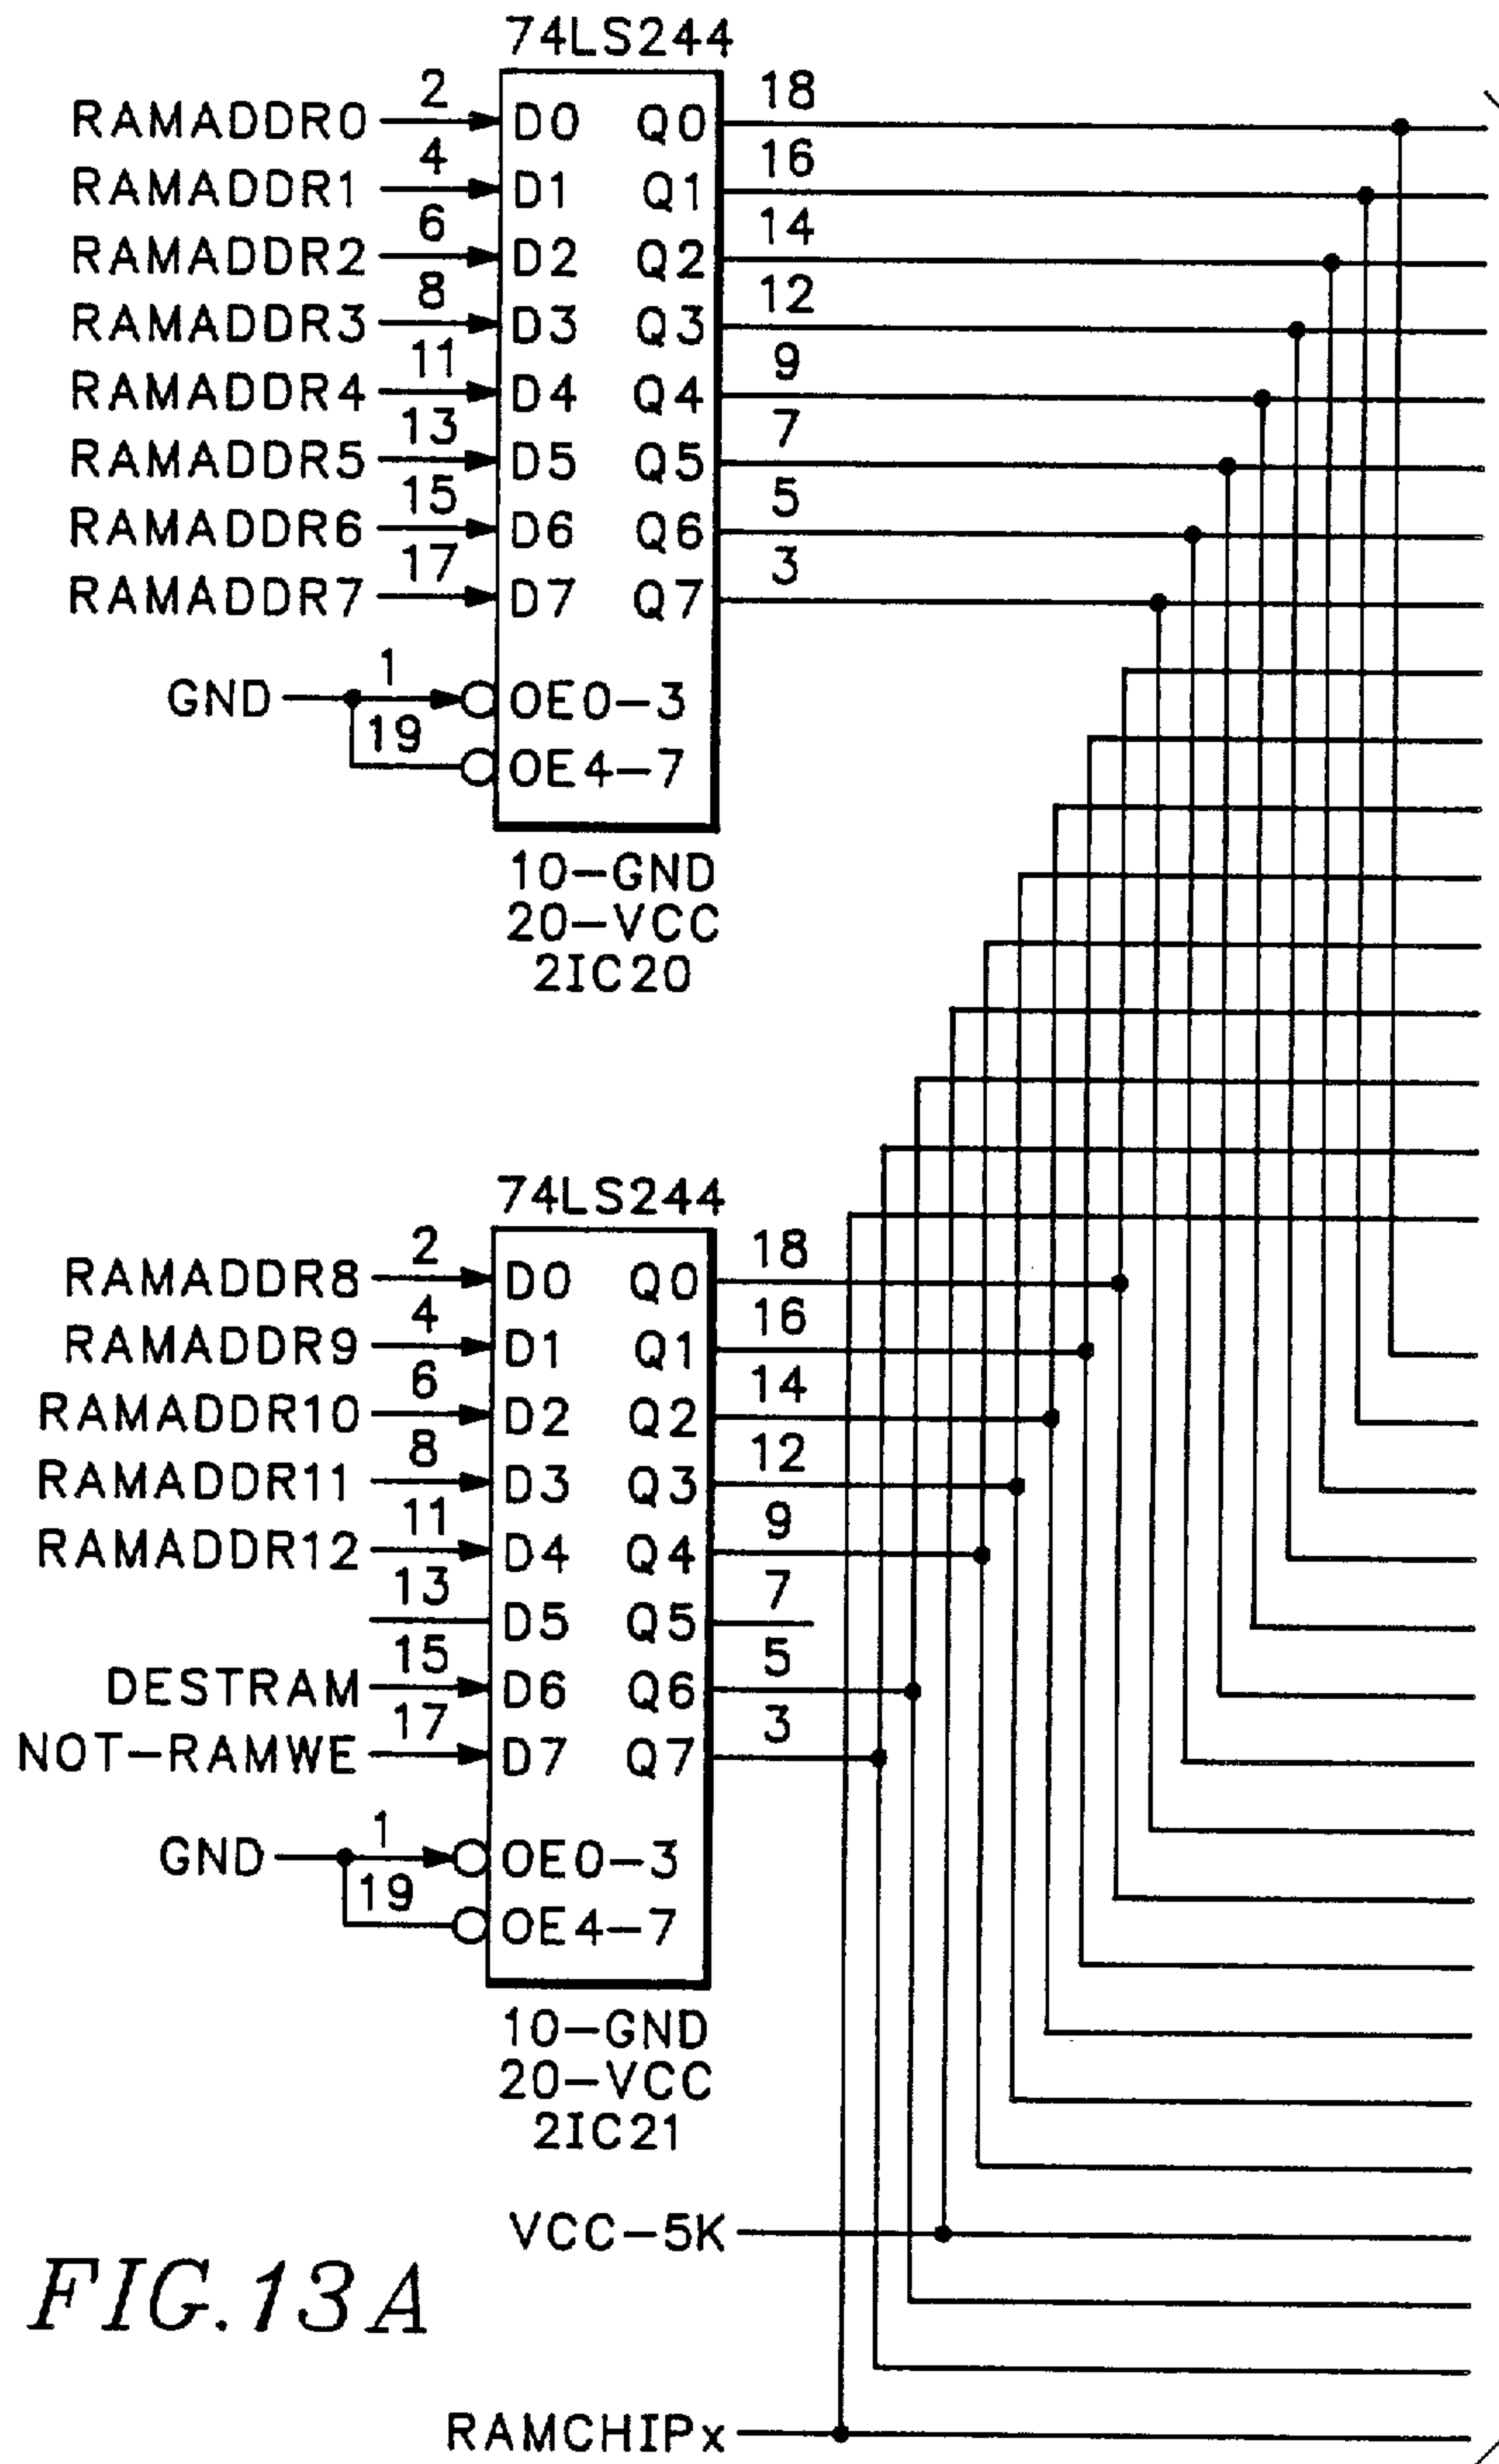 74LS244
RAMADDR0 2 D0 Q0 18
RAMADDR1 4 D1 Q1 16
RAMADDR2 6 D2 Q2 14
RAMADDR3 8 D3 Q3 12
RAMADDR4 11 D4 Q4 9
RAMADDR5 13 D5 Q5 7
RAMADDR6 15 D6 Q6 5
RAMADDR7 17 D7 Q7 3
GND 1 OE0-3
19 OE4-7
10-GND
20-VCC
2IC20
74LS244
RAMADDR8 2 D0 Q0 18
RAMADDR9 4 D1 Q1 16
RAMADDR10 6 D2 Q2 14
RAMADDR11 8 D3 Q3 12
RAMADDR12 11 D4 Q4 9
13 D5 Q5 7
DESTRAM 15 D6 Q6 5
NOT-RAMWE 17 D7 Q7 3
GND 1 OE0-3
19 OE4-7
10-GND
20-VCC
2IC21
VCC-5K
FIG.13A
RAMCHIPx